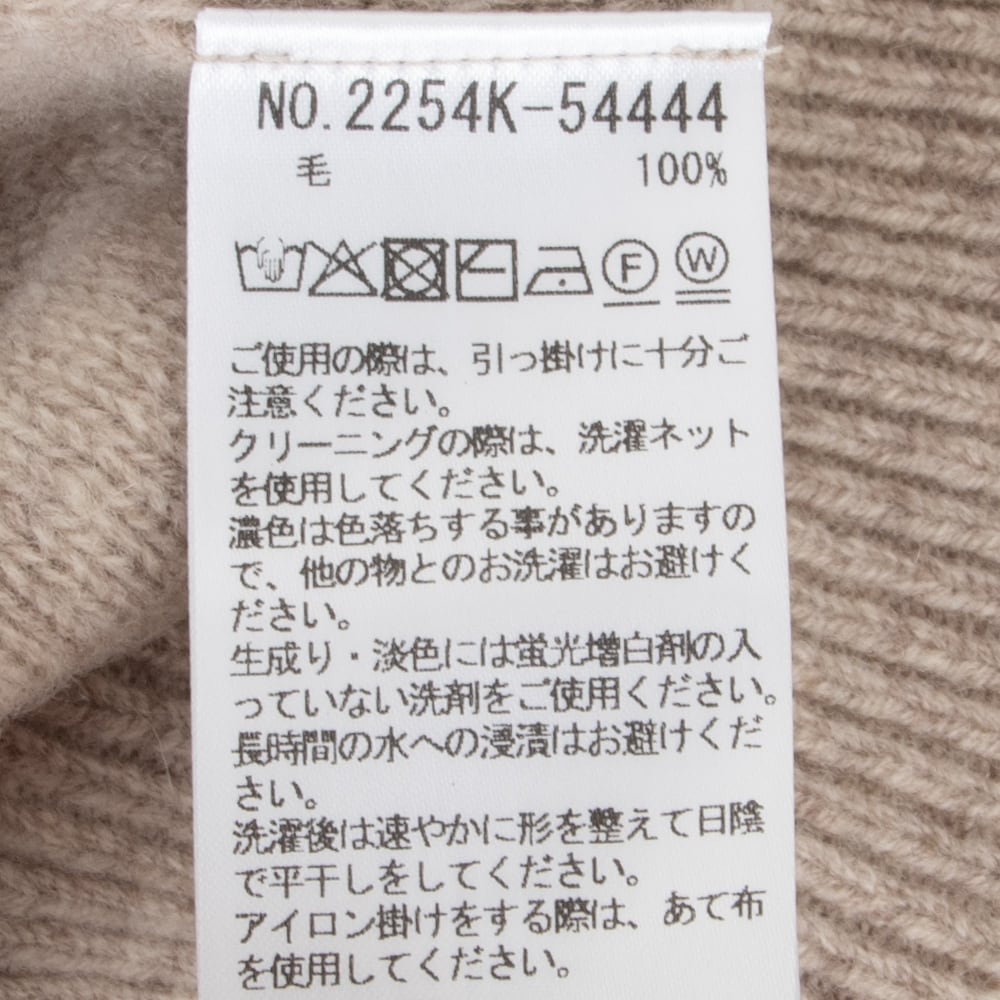 NO.2254K-54444
毛 100%
F W
ご使用の際は、引っ掛けに十分ご
注意ください。
クリーニングの際は、洗濯ネット
を使用してください。
濃色は色落ちする事がありますの
で、他の物とのお洗濯はお避けく
ださい。
生成り・淡色には蛍光増白剤の入
っていない洗剤をご使用ください。
長時間の水への浸漬はお避けくだ
さい。
洗濯後は速やかに形を整えて日陰
で平干しをしてください。
アイロン掛けをする際は、あて布
を使用してください。